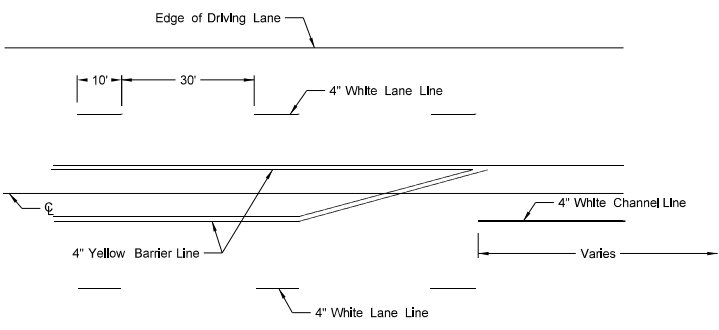 Edge of Driving Lane
10'
30'
4" White Lane Line
℄
4" White Channel Line
4" Yellow Barrier Line
Varies
4" White Lane Line